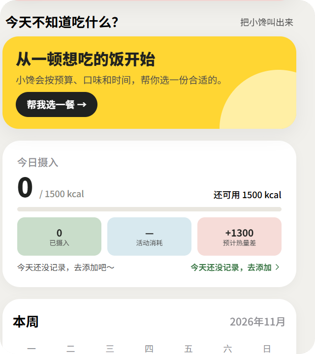 今天不知道吃什么？
把小馋叫出来
从一顿想吃的饭开始
小馋会按预算、口味和时间，帮你选一份合适的。
帮我选一餐 →
今日摄入
0 / 1500 kcal
还可用 1500 kcal
0
已摄入
—
活动消耗
+1300
预计热量差
今天还没记录，去添加吧～
今天还没记录，去添加 ＞
本周
2026年11月
一 二 三 四 五 六 日